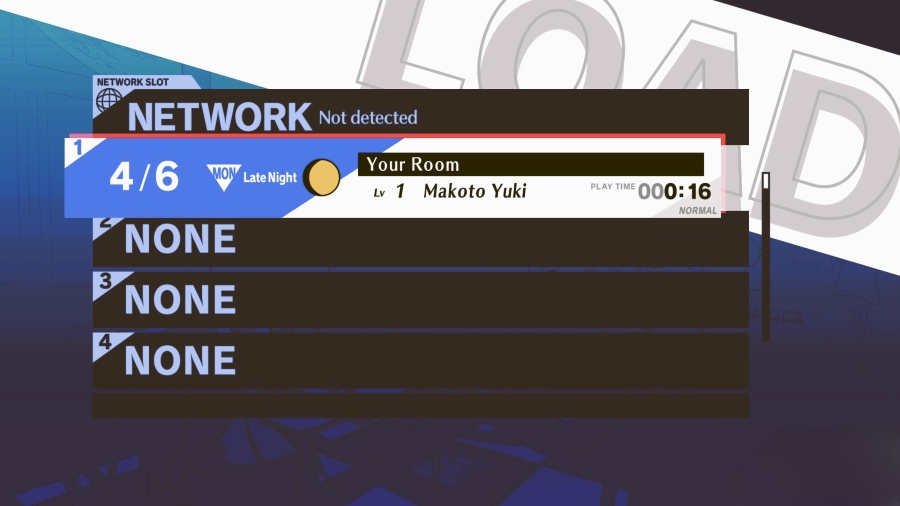 LOAD
NETWORK SLOT
NETWORK Not detected
1
4/6 MON Late Night
Your Room
Lv 1 Makoto Yuki PLAY TIME 000:16
NORMAL
2
NONE
3
NONE
4
NONE